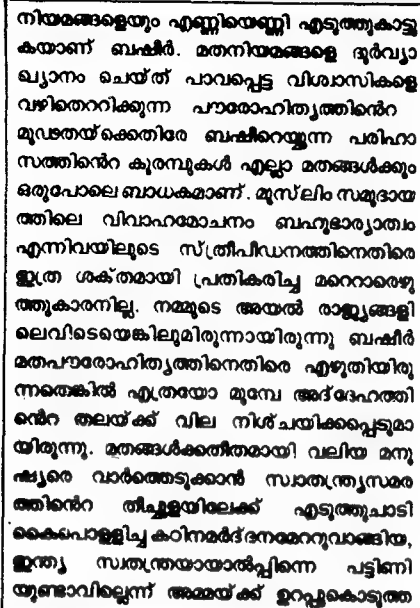 നിയമങ്ങളെയും എണ്ണിയെണ്ണി എടുത്തുകാട്ടു
കയാണ് ബഷീർ. മതനിയമങ്ങളെ ദുർവ്യാ
ഖ്യാനം ചെയ്ത് പാവപ്പെട്ട വിശ്വാസികളെ
വഴിതെററിക്കുന്ന പൗരോഹിത്യത്തിൻെറ
മൂഢതയ്ക്കെതിരേ ബഷീറെയ്യുന്ന പരിഹാ
സത്തിൻെറ കൂരമ്പുകൾ എല്ലാ മതങ്ങൾക്കും
ഒരുപോലെ ബാധകമാണ്. മുസ്ലിം സമുദായ
ത്തിലെ വിവാഹമോചനം ബഹുഭാര്യാത്വം
എന്നിവയിലൂടെ സ്ത്രീപീഡനത്തിനെതിരെ
ഇത്ര ശക്തമായി പ്രതികരിച്ച മറെറാരെഴു
ത്തുകാരനില്ല. നമ്മുടെ അയൽ രാജ്യങ്ങളി
ലെവിടെയെങ്കിലുമിരുന്നായിരുന്നു ബഷീർ
മതപൗരോഹിത്യത്തിനെതിരെ എഴുതിയിരു
ന്നതെങ്കിൽ എത്രയോ മുമ്പേ അദ്ദേഹത്തി
ൻെറ തലയ്ക്ക് വില നിശ്ചയിക്കപ്പെടുമാ
യിരുന്നു. മതങ്ങൾക്കതീതമായി വലിയ മനു
ഷ്യരെ വാർത്തെടുക്കാൻ സ്വാതന്ത്ര്യസമര
ത്തിൻെറ തീച്ചൂളയിലേക്ക് എടുത്തുചാടി
കൈപൊള്ളിച്ച കഠിനമർദ്ദനമേററുവാങ്ങിയ,
ഇന്ത്യ സ്വതന്ത്രയായാൽപ്പിന്നെ പട്ടിണി
യുണ്ടാവില്ലെന്ന് അമ്മയ്ക്ക് ഉറപ്പുകൊടുത്ത